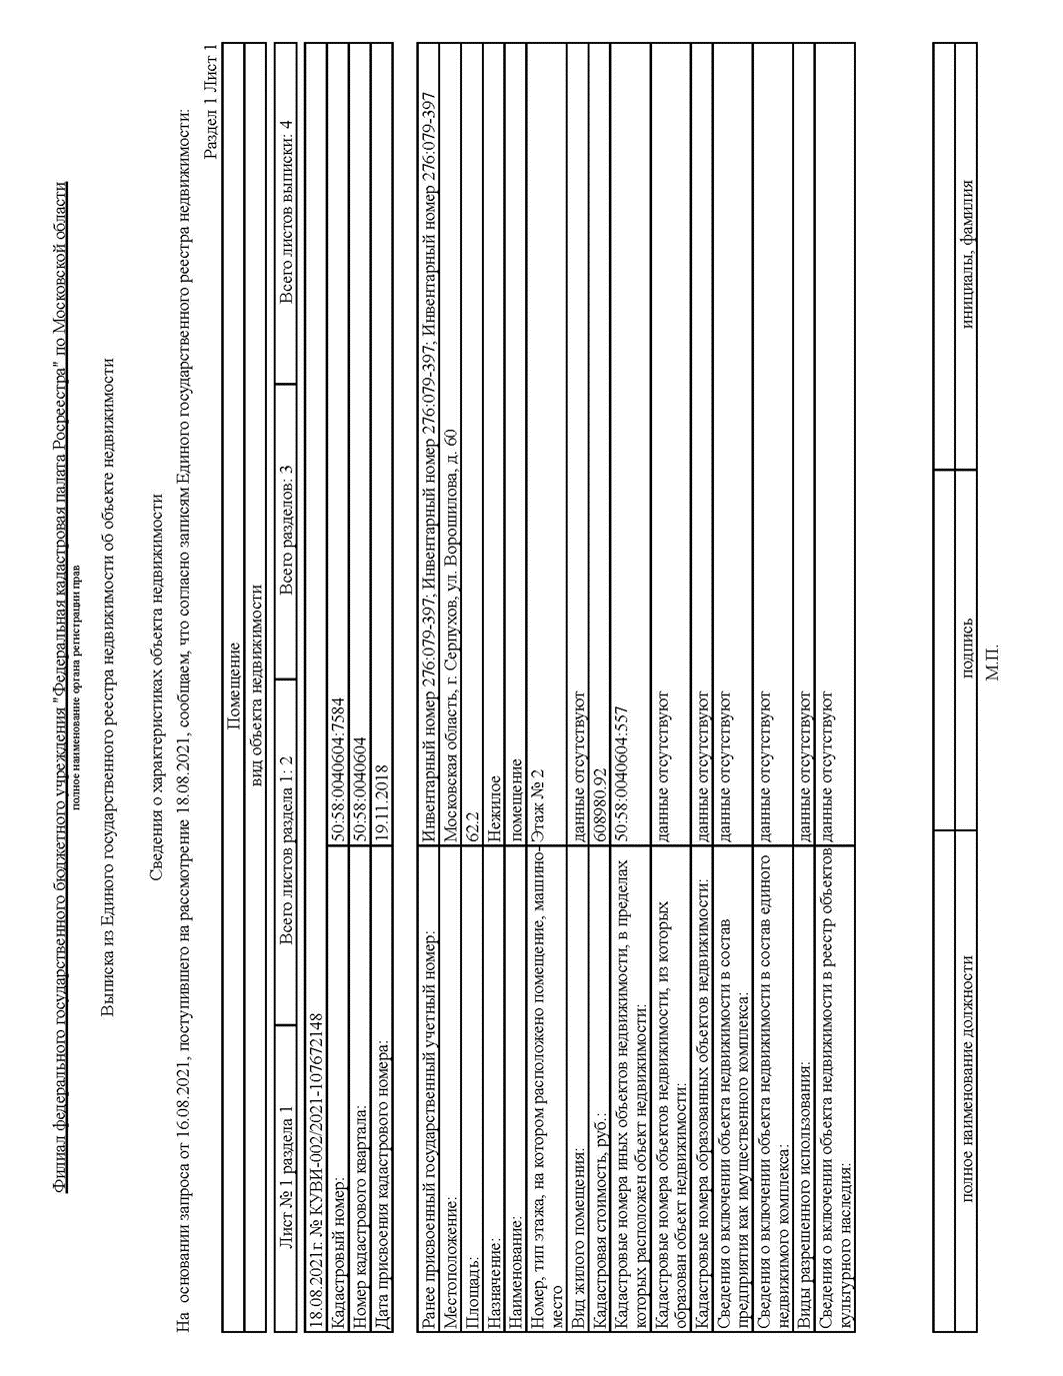 Филиал федерального государственного бюджетного учреждения "Федеральная кадастровая палата Росреестра" по Московской области
полное наименование органа регистрации прав
Выписка из Единого государственного реестра недвижимости об объекте недвижимости
Сведения о характеристиках объекта недвижимости
На основании запроса от 16.08.2021, поступившего на рассмотрение 18.08.2021, сообщаем, что согласно записям Единого государственного реестра недвижимости:
Раздел 1 Лист 1
Помещение
вид объекта недвижимости
Лист № 1 раздела 1 Всего листов раздела 1: 2 Всего разделов: 3 Всего листов выписки: 4
18.08.2021г. № КУВИ-002/2021-107672148
Кадастровый номер: 50:58:0040604:7584
Номер кадастрового квартала: 50:58:0040604
Дата присвоения кадастрового номера: 19.11.2018
Ранее присвоенный государственный учетный номер: Инвентарный номер 276:079-397; Инвентарный номер 276:079-397; Инвентарный номер 276:079-397
Местоположение: Московская область, г. Серпухов, ул. Ворошилова, д. 60
Площадь: 62.2
Назначение: Нежилое
Наименование: помещение
Номер, тип этажа, на котором расположено помещение, машино- Этаж № 2
место
Вид жилого помещения: данные отсутствуют
Кадастровая стоимость, руб.: 608980.92
Кадастровые номера иных объектов недвижимости, в пределах 50:58:0040604:557
которых расположен объект недвижимости:
Кадастровые номера объектов недвижимости, из которых данные отсутствуют
образован объект недвижимости:
Кадастровые номера образованных объектов недвижимости: данные отсутствуют
Сведения о включении объекта недвижимости в состав данные отсутствуют
предприятия как имущественного комплекса:
Сведения о включении объекта недвижимости в состав единого данные отсутствуют
недвижимого комплекса:
Виды разрешенного использования: данные отсутствуют
Сведения о включении объекта недвижимости в реестр объектов данные отсутствуют
культурного наследия:
полное наименование должности подпись инициалы, фамилия
М.П.